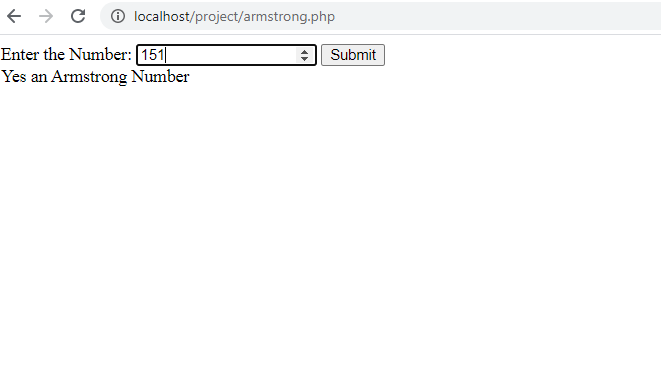 localhost/project/armstrong.php
Enter the Number: 151 Submit
Yes an Armstrong Number